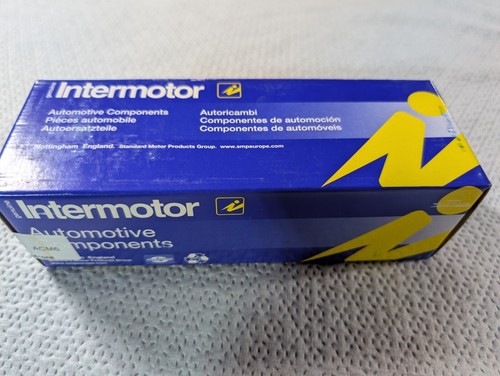 Intermotor
Automotive Components
Pièces automobile
Autoersatzteile
Autoricambi
Componentes de automoción
Componentes de automóveis
Nottingham England. Standard Motor Products Group. www.smpeurope.com
Intermotor
Automotive
Components
England